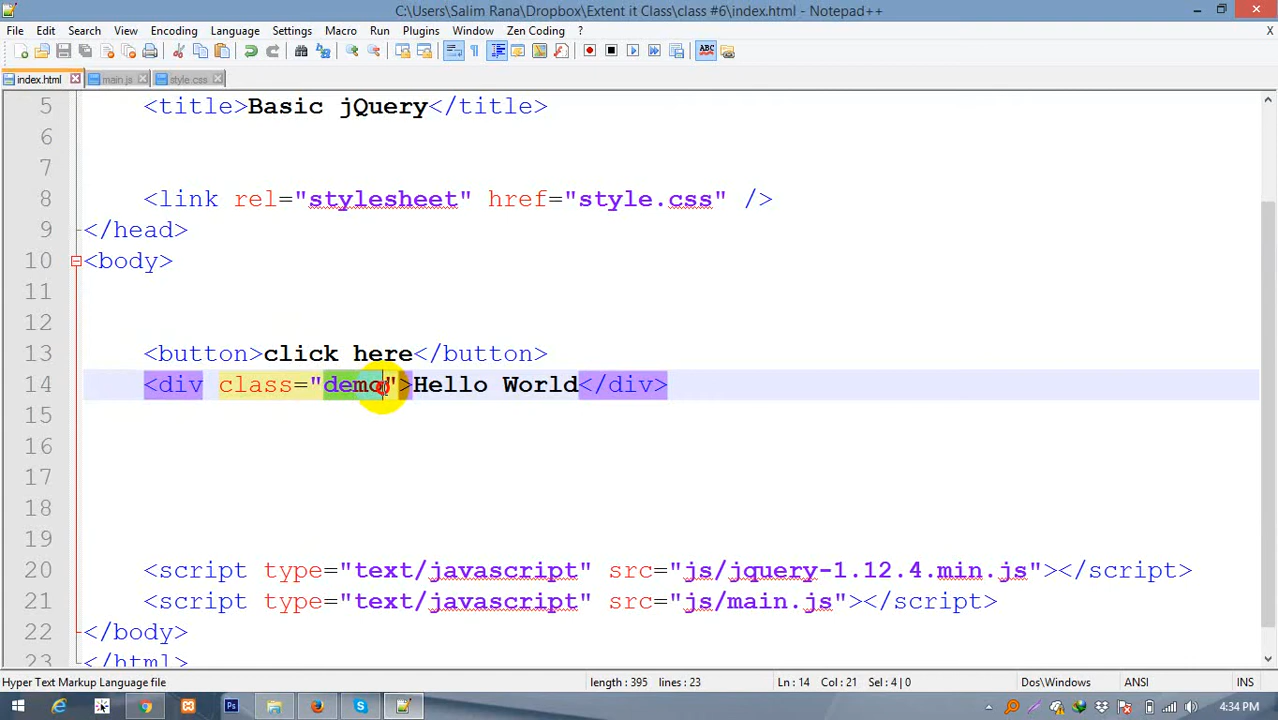 C:\Users\Salim Rana\Dropbox\Extent it Class\class #6\index.html - Notepad++
File Edit Search View Encoding Language Settings Macro Run Plugins Window Zen Coding ? X
index.html main.js style.css
5 <title>Basic jQuery</title>
6
7
8 <link rel="stylesheet" href="style.css" />
9 </head>
10 <body>
11
12
13 <button>click here</button>
14 <div class="demo">Hello World</div>
15
16
17
18
19
20 <script type="text/javascript" src="js/jquery-1.12.4.min.js"></script>
21 <script type="text/javascript" src="js/main.js"></script>
22 </body>
23 </html>
Hyper Text Markup Language file length : 395 lines : 23 Ln : 14 Col : 21 Sel : 4 | 0 Dos\Windows ANSI INS
4:34 PM